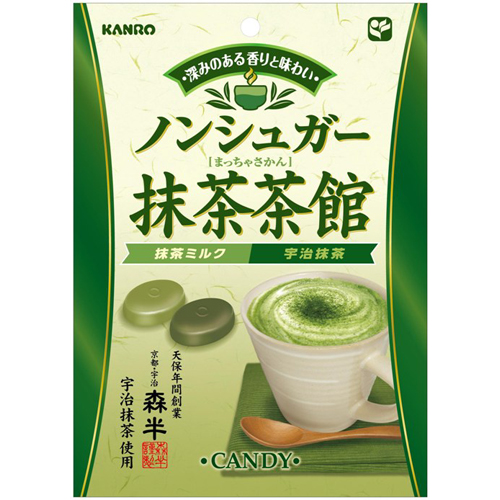 KANRO
・深みのある香りと味わい・
ノンシュガー
[まっちゃさかん]
抹茶茶館
抹茶ミルク
宇治抹茶
天保年間創業
京都・宇治
森半
宇治抹茶使用
・CANDY・